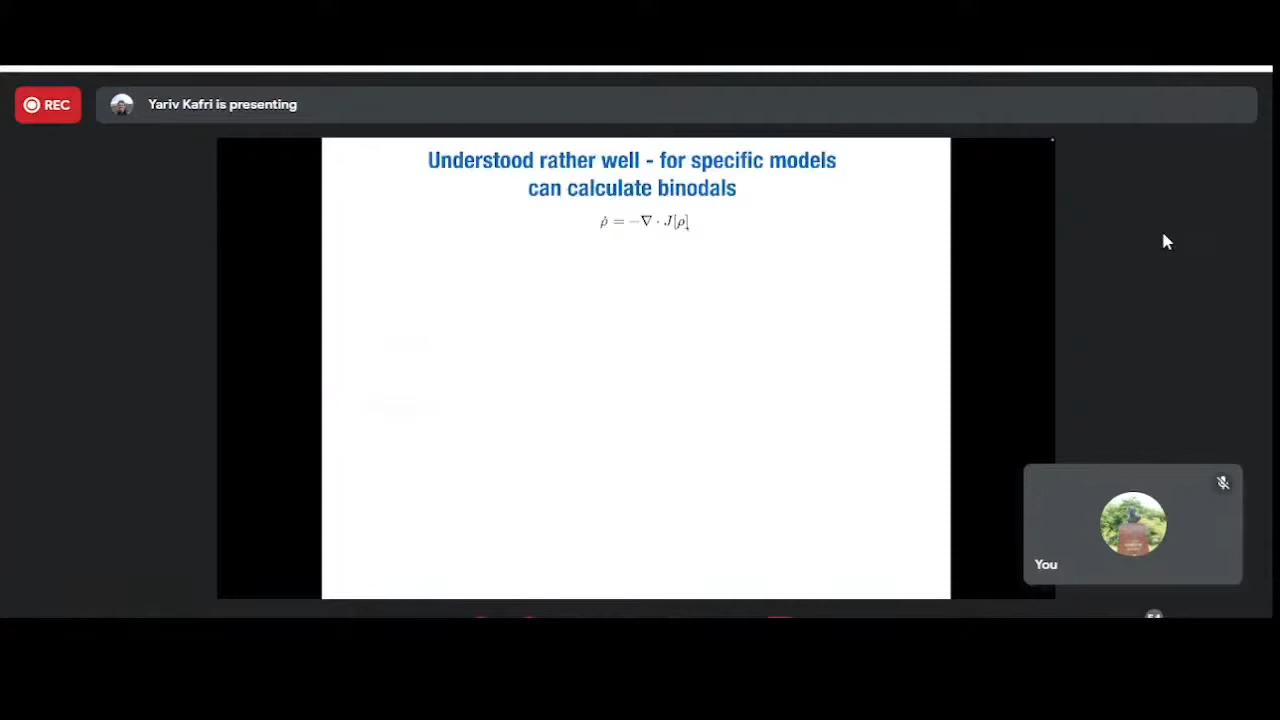 REC
Yariv Kafri is presenting
Understood rather well - for specific models
can calculate binodals
ρ̇ = −∇ · J[ρ]
You